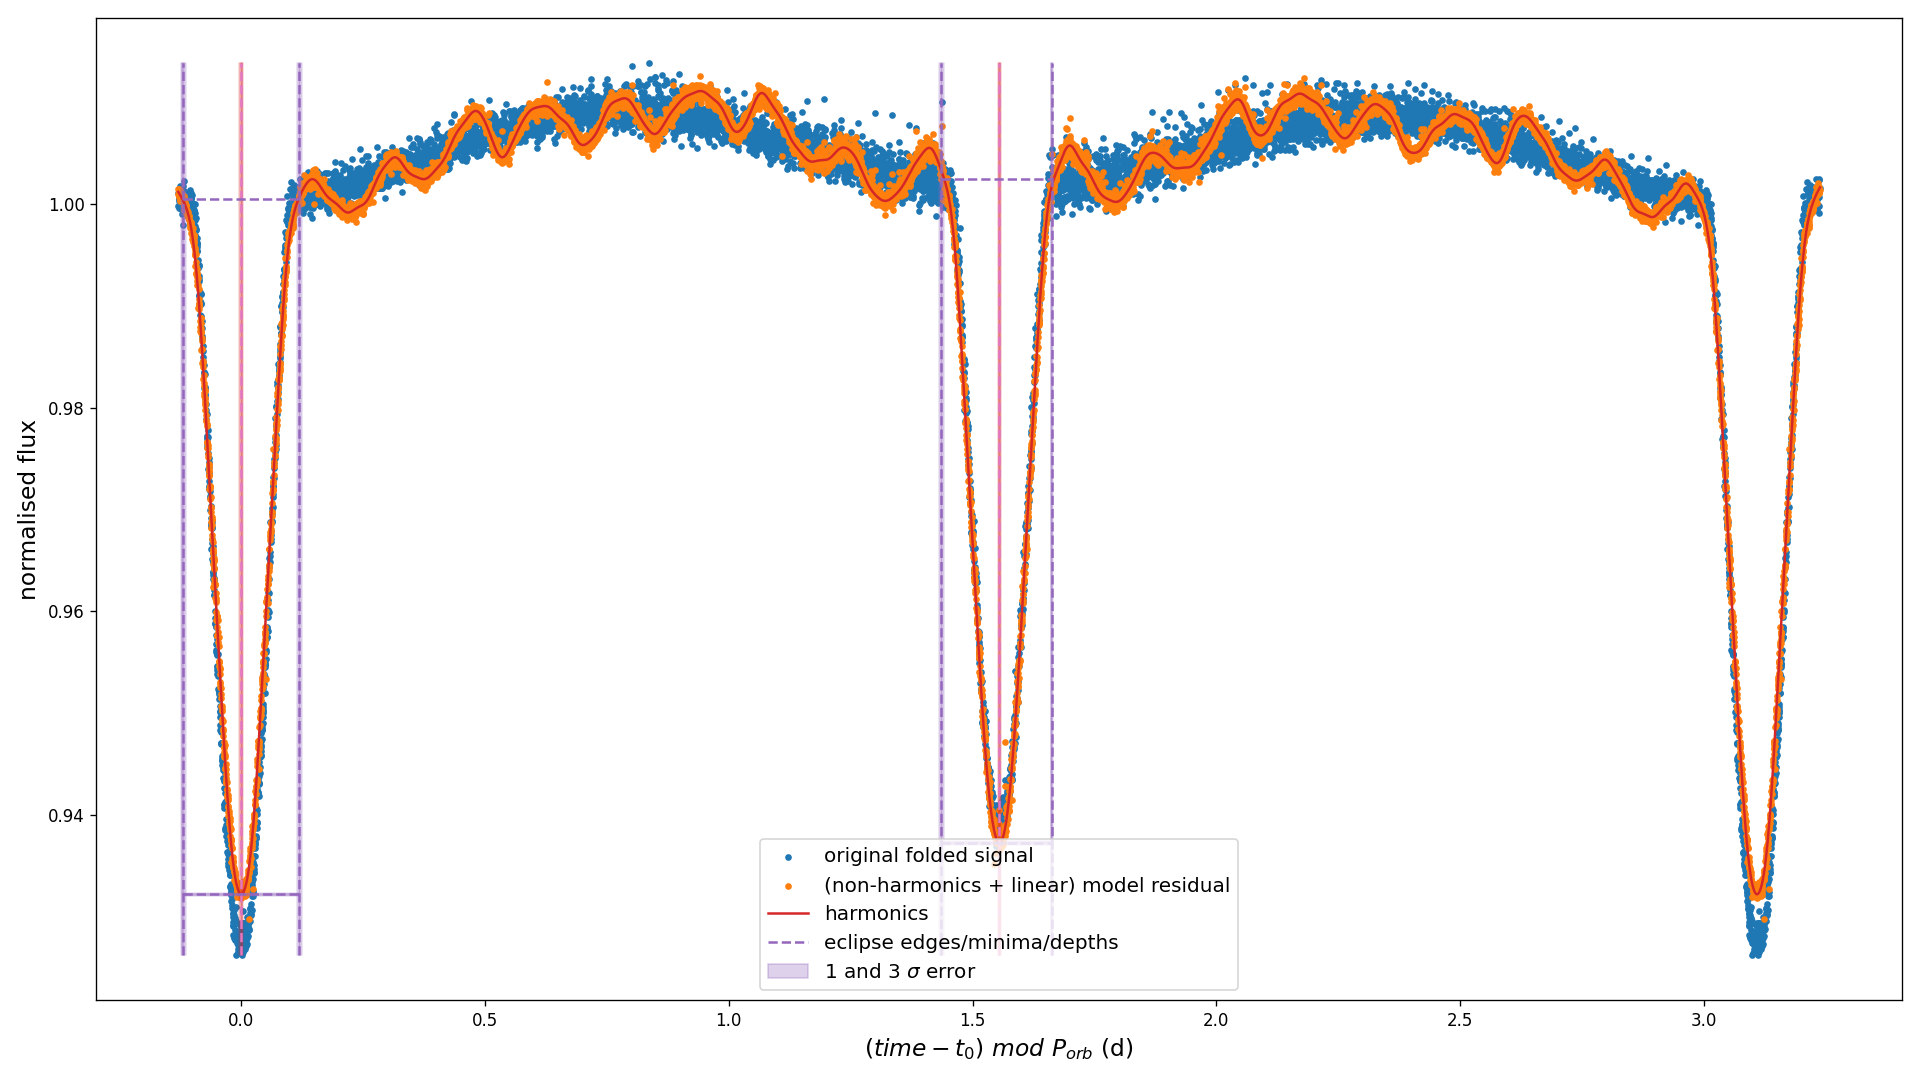 normalised flux
1.00
0.98
0.96
0.94
0.0 0.5 1.0 1.5 2.0 2.5 3.0
(time − t₀) mod P_orb (d)
original folded signal
(non-harmonics + linear) model residual
harmonics
eclipse edges/minima/depths
1 and 3 σ error